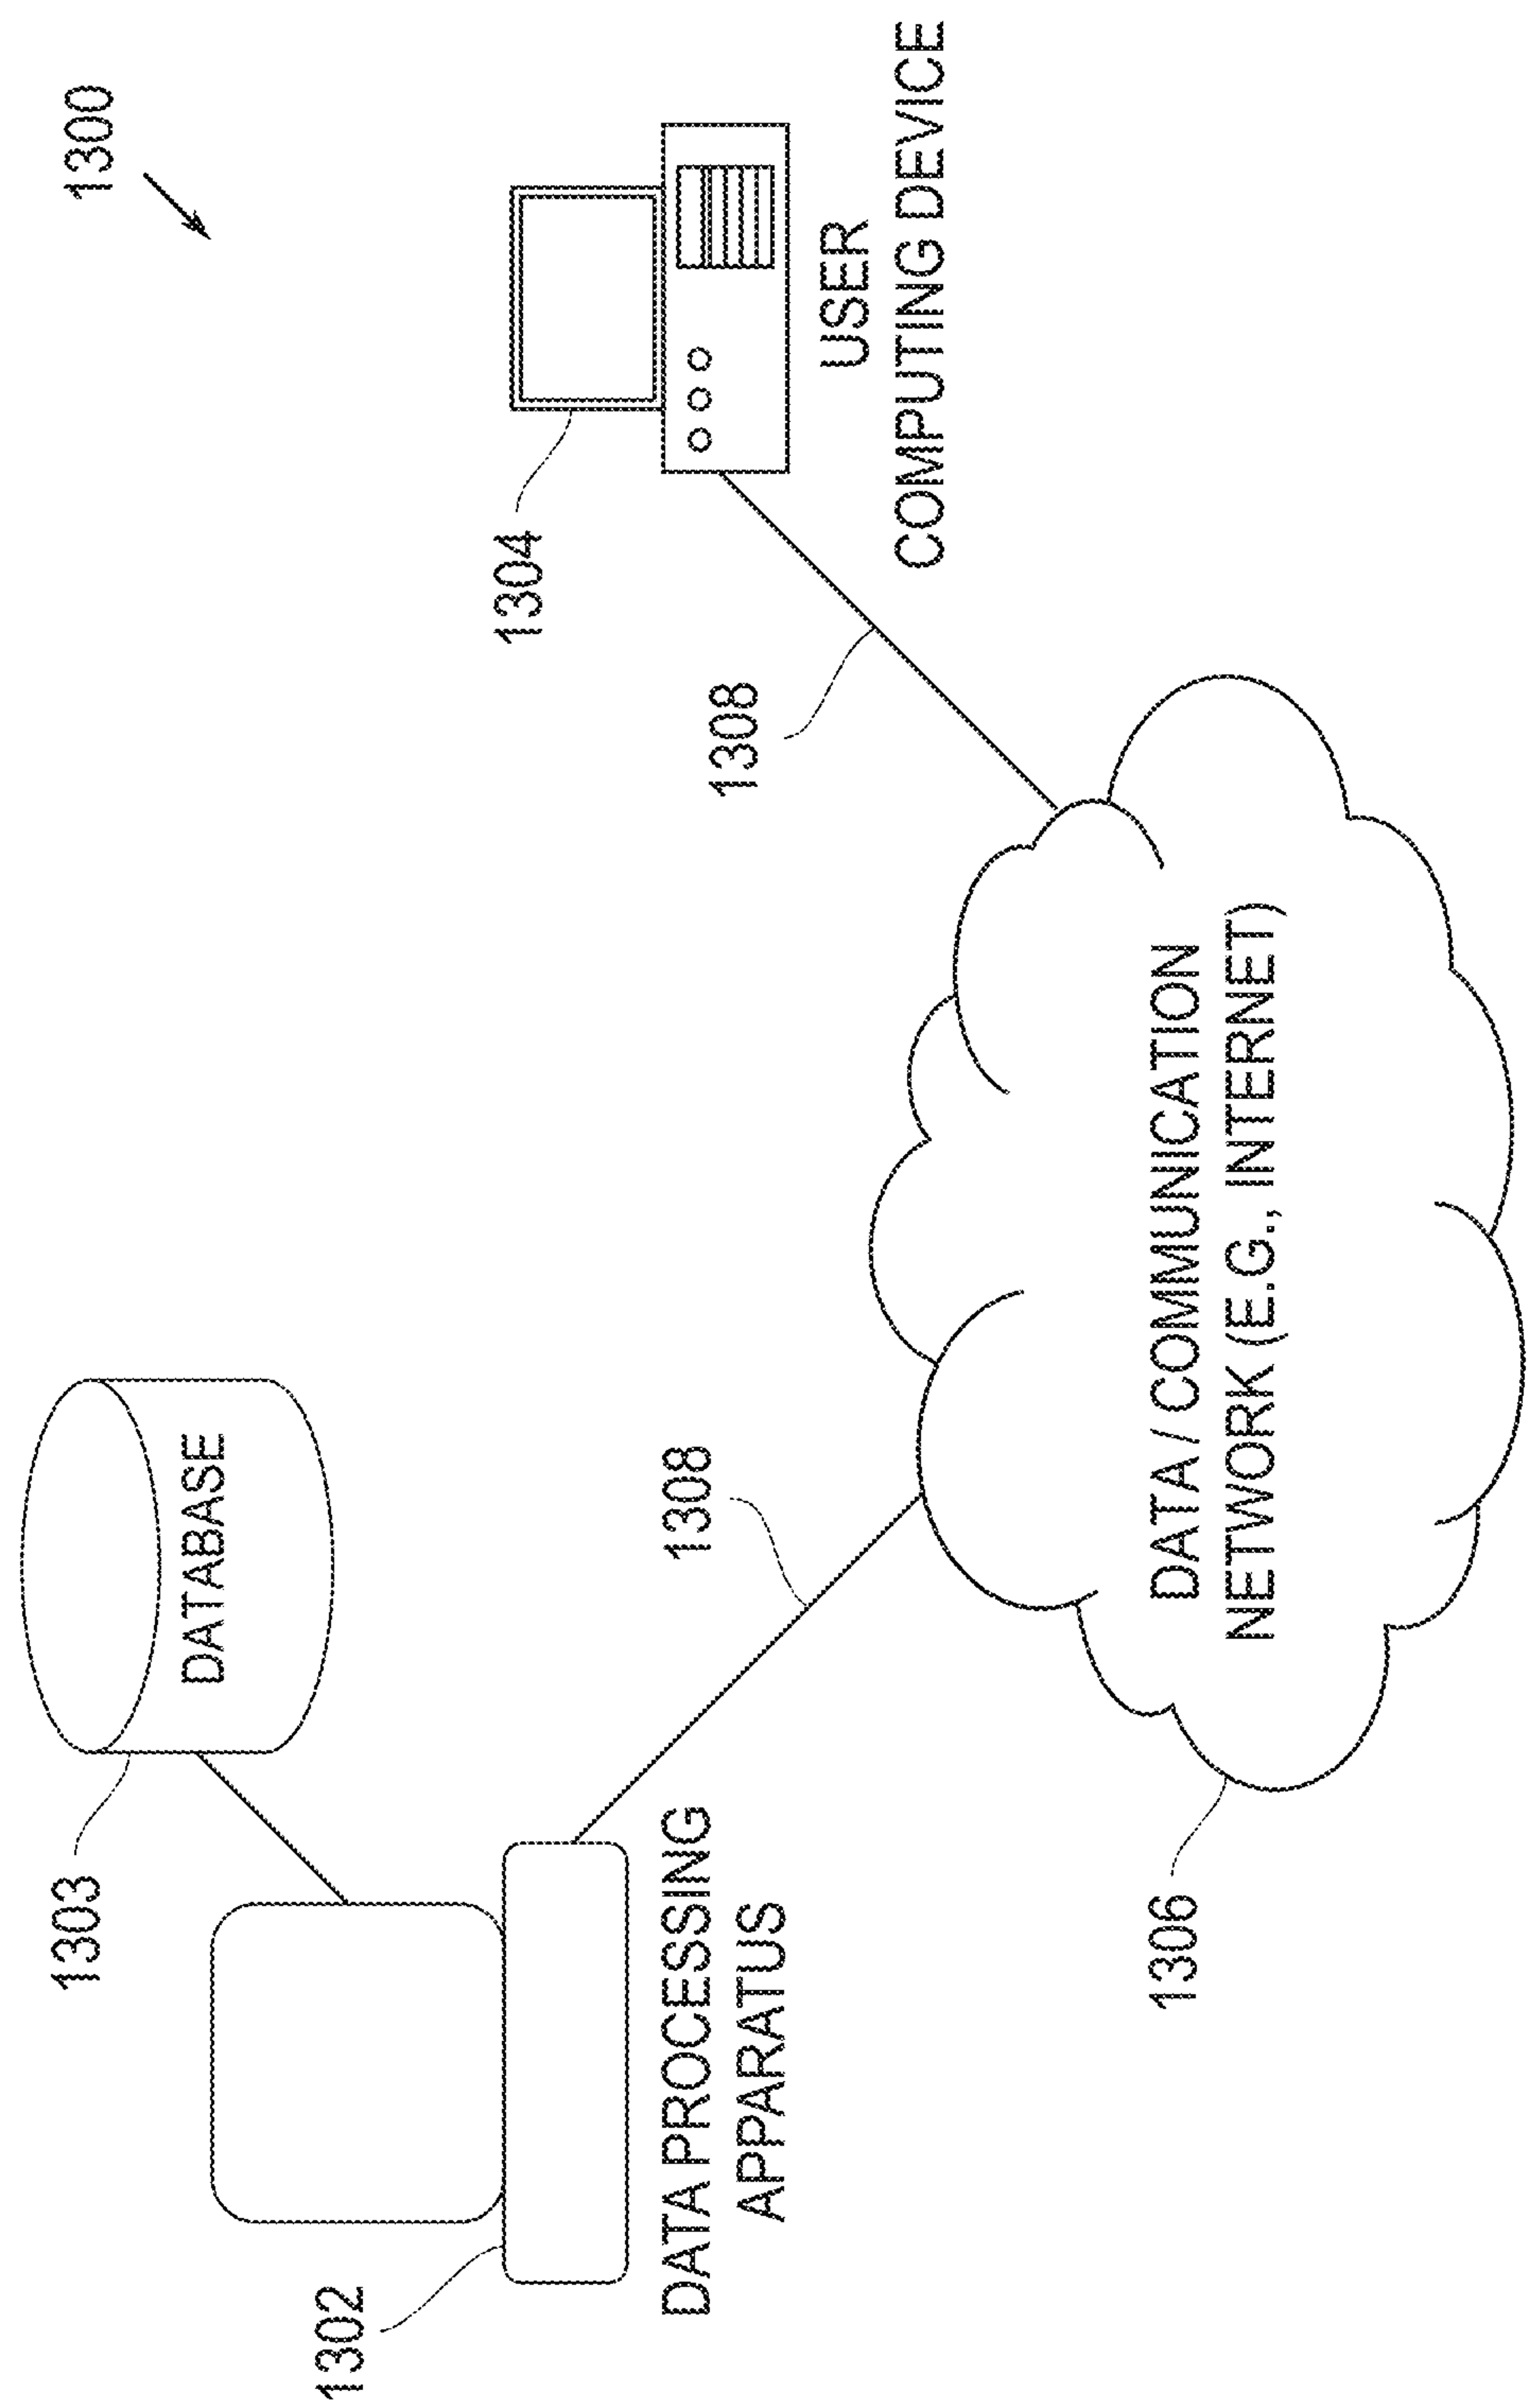 1300
1303
DATABASE
1302
DATA PROCESSING
APPARATUS
1308
1304
USER
COMPUTING DEVICE
1308
DATA / COMMUNICATION
NETWORK (E.G., INTERNET)
1306